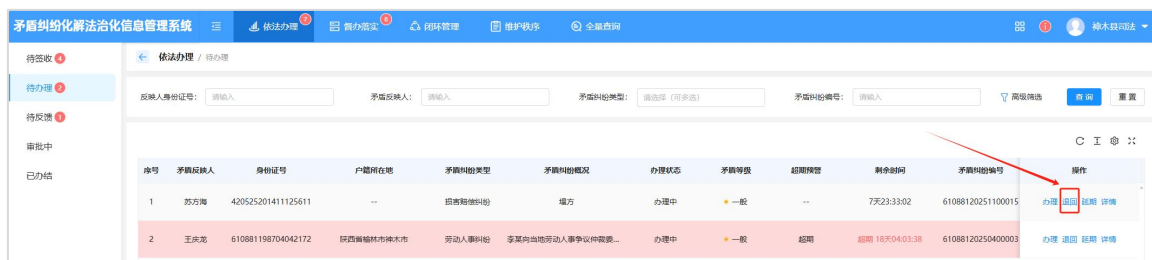 矛盾纠纷化解法治化信息管理系统 依法办理 督办落实 6 闭环管理 维护秩序 全量查询 神木县司法
待签收 4 依法办理 / 待办理
待办理 2
反映人身份证号: 请输入 矛盾反映人: 请输入 矛盾纠纷类型: 请选择 (可多选) 矛盾纠纷编号: 请输入 高级筛选 查询 重置
待反馈 1
审批中
已办结
序号 矛盾反映人 身份证号 户籍所在地 矛盾纠纷类型 矛盾纠纷概况 办理状态 矛盾等级 超期预警 剩余时间 矛盾纠纷编号 操作
1 苏方海 420525201411125611 -- 损害赔偿纠纷 塌方 办理中 一般 -- 7天23:33:02 61088120251100015 办理 退回 延期 详情
2 王庆龙 610881198704042172 陕西省榆林市神木市 劳动人事纠纷 李某向当地劳动人事争议仲裁委... 办理中 一般 超期 超期 18天04:03:38 61088120250400003 办理 退回 延期 详情